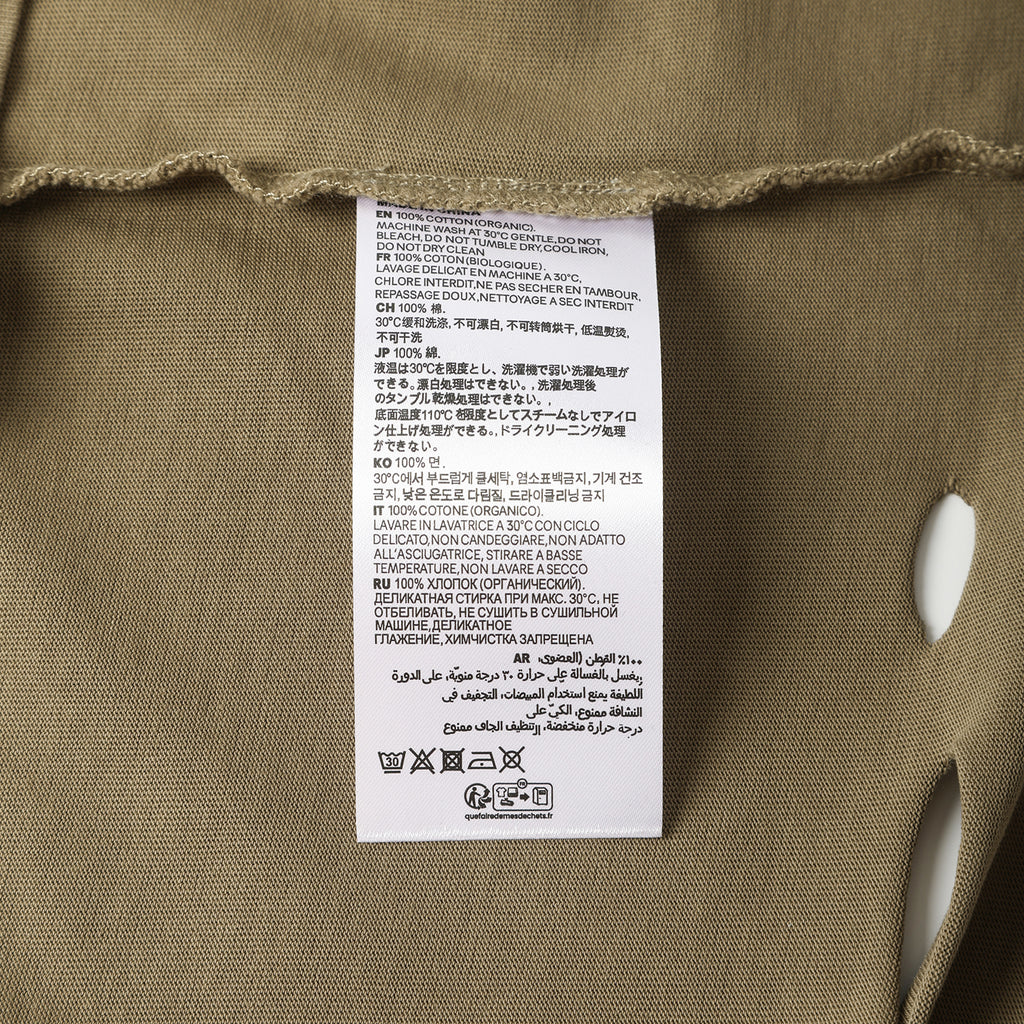 MADE IN CHINA
EN 100% COTTON (ORGANIC).
MACHINE WASH AT 30°C GENTLE, DO NOT
BLEACH, DO NOT TUMBLE DRY, COOL IRON,
DO NOT DRY CLEAN
FR 100% COTON (BIOLOGIQUE).
LAVAGE DELICAT EN MACHINE A 30°C,
CHLORE INTERDIT, NE PAS SECHER EN TAMBOUR,
REPASSAGE DOUX, NETTOYAGE A SEC INTERDIT
CH 100% 棉.
30°C缓和洗涤, 不可漂白, 不可转筒烘干, 低温熨烫,
不可干洗
JP 100% 綿.
液温は30℃を限度とし、洗濯機で弱い洗濯処理が
できる。漂白処理はできない。, 洗濯処理後
のタンブル乾燥処理はできない。,
底面温度110℃を限度としてスチームなしでアイロ
ン仕上げ処理ができる。, ドライクリーニング処理
ができない。
KO 100% 면.
30°C에서 부드럽게 클세탁, 염소표백금지, 기계 건조
금지, 낮은 온도로 다림질, 드라이클리닝 금지
IT 100% COTONE (ORGANICO).
LAVARE IN LAVATRICE A 30°C CON CICLO
DELICATO, NON CANDEGGIARE, NON ADATTO
ALL'ASCIUGATRICE, STIRARE A BASSE
TEMPERATURE, NON LAVARE A SECCO
RU 100% ХЛОПОК (ОРГАНИЧЕСКИЙ).
ДЕЛИКАТНАЯ СТИРКА ПРИ МАКС. 30°C, НЕ
ОТБЕЛИВАТЬ, НЕ СУШИТЬ В СУШИЛЬНОЙ
МАШИНЕ, ДЕЛИКАТНОЕ
ГЛАЖЕНИЕ, ХИМЧИСТКА ЗАПРЕЩЕНА
AR ١٠٠٪ القطن (العضوي،
يغسل بالغسالة على حرارة ٣٠ درجة منويّة، على الدورة
اللطيفة يمنع أستخدام المبيضات، التجفيف في
النشافة ممنوع، الكيّ على
درجة حرارة منخفضة، التنظيف الجاف ممنوع
30
FR
quefairedemesdechets.fr